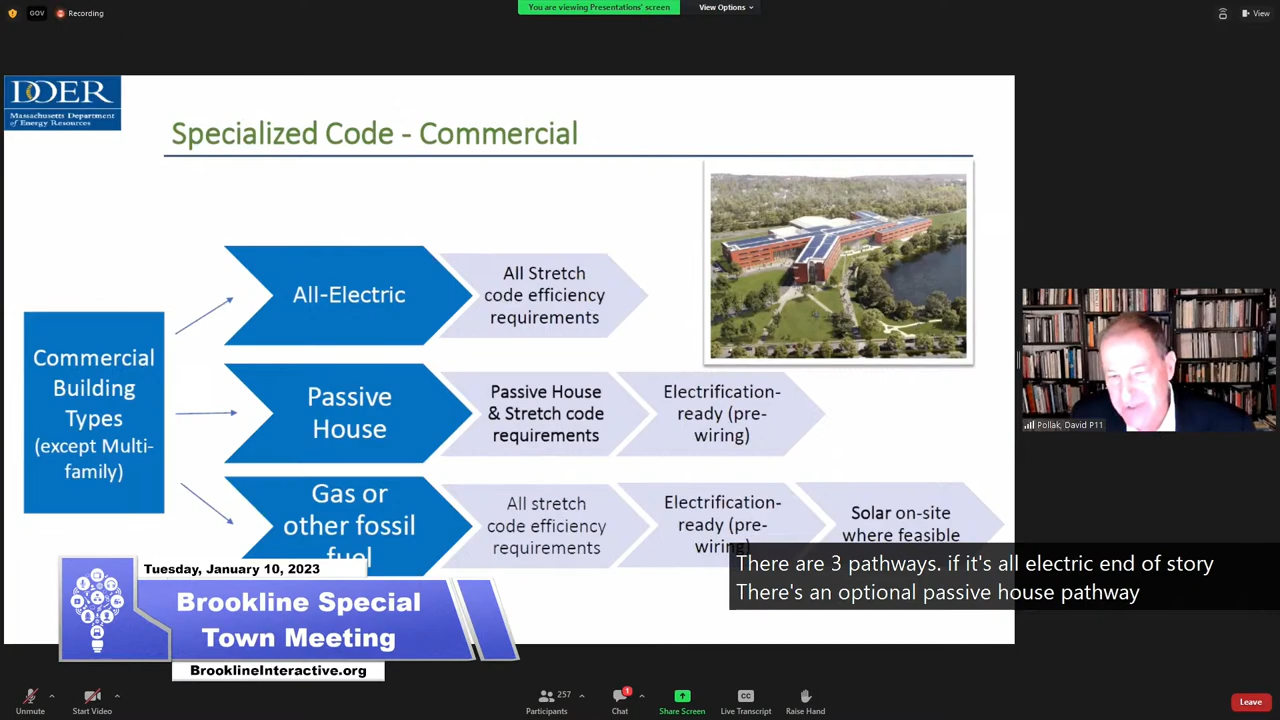 GOV
Recording
You are viewing Presentations' screen
View Options
View
DOER
Massachusetts Department
of Energy Resources
Specialized Code - Commercial
Commercial
Building
Types
(except Multi-
family)
All-Electric
All Stretch
code efficiency
requirements
Passive
House
Passive House
& Stretch code
requirements
Electrification-
ready (pre-
wiring)
Gas or
other fossil
fuel
All stretch
code efficiency
requirements
Electrification-
ready (pre-
wiring)
Solar on-site
where feasible
Pollak, David P11
There are 3 pathways. if it's all electric end of story
There's an optional passive house pathway
Tuesday, January 10, 2023
Brookline Special
Town Meeting
BrooklineInteractive.org
Unmute
Start Video
257
Participants
1
Chat
Share Screen
CC
Live Transcript
Raise Hand
Leave